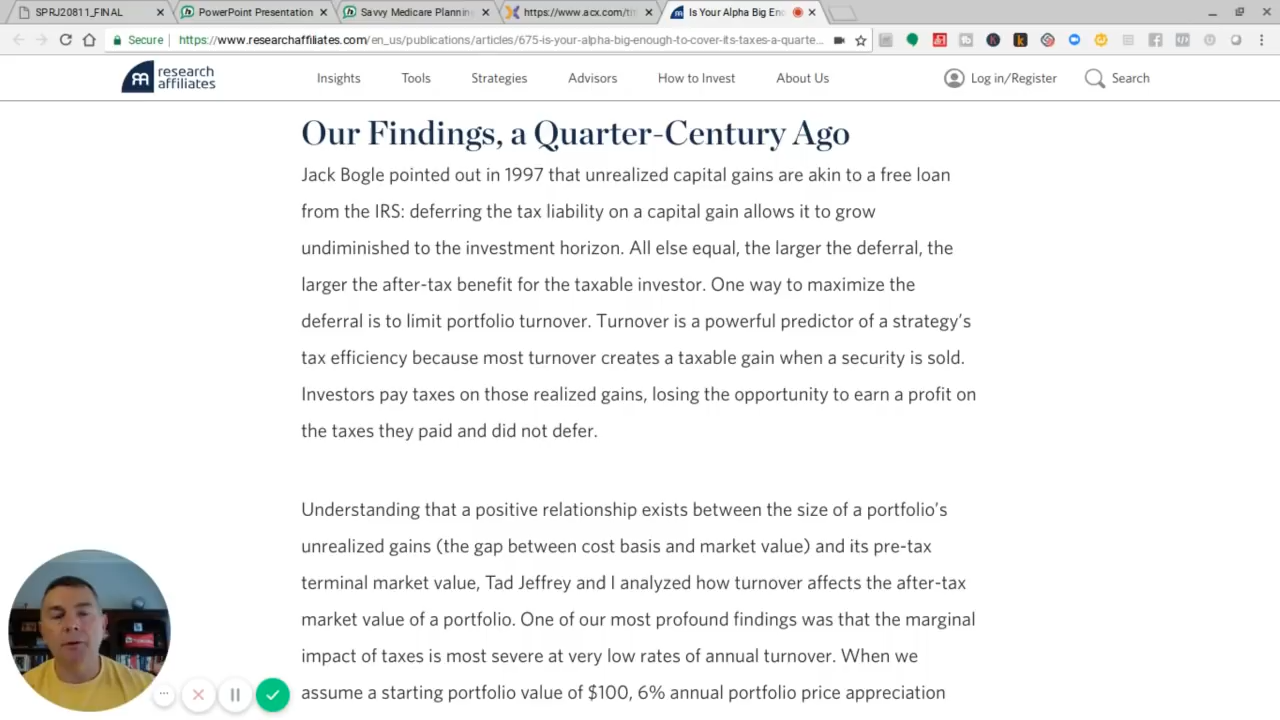 SPRJ20811_FINAL
PowerPoint Presentation
Savvy Medicare Plannin
https://www.acx.com/tm
Is Your Alpha Big Eno
Secure
https://www.researchaffiliates.com/en_us/publications/articles/675-is-your-alpha-big-enough-to-cover-its-taxes-a-quarte...
research
affiliates
Insights
Tools
Strategies
Advisors
How to Invest
About Us
Log in/Register
Search
Our Findings, a Quarter-Century Ago
Jack Bogle pointed out in 1997 that unrealized capital gains are akin to a free loan
from the IRS: deferring the tax liability on a capital gain allows it to grow
undiminished to the investment horizon. All else equal, the larger the deferral, the
larger the after-tax benefit for the taxable investor. One way to maximize the
deferral is to limit portfolio turnover. Turnover is a powerful predictor of a strategy's
tax efficiency because most turnover creates a taxable gain when a security is sold.
Investors pay taxes on those realized gains, losing the opportunity to earn a profit on
the taxes they paid and did not defer.
Understanding that a positive relationship exists between the size of a portfolio's
unrealized gains (the gap between cost basis and market value) and its pre-tax
terminal market value, Tad Jeffrey and I analyzed how turnover affects the after-tax
market value of a portfolio. One of our most profound findings was that the marginal
impact of taxes is most severe at very low rates of annual turnover. When we
assume a starting portfolio value of $100, 6% annual portfolio price appreciation